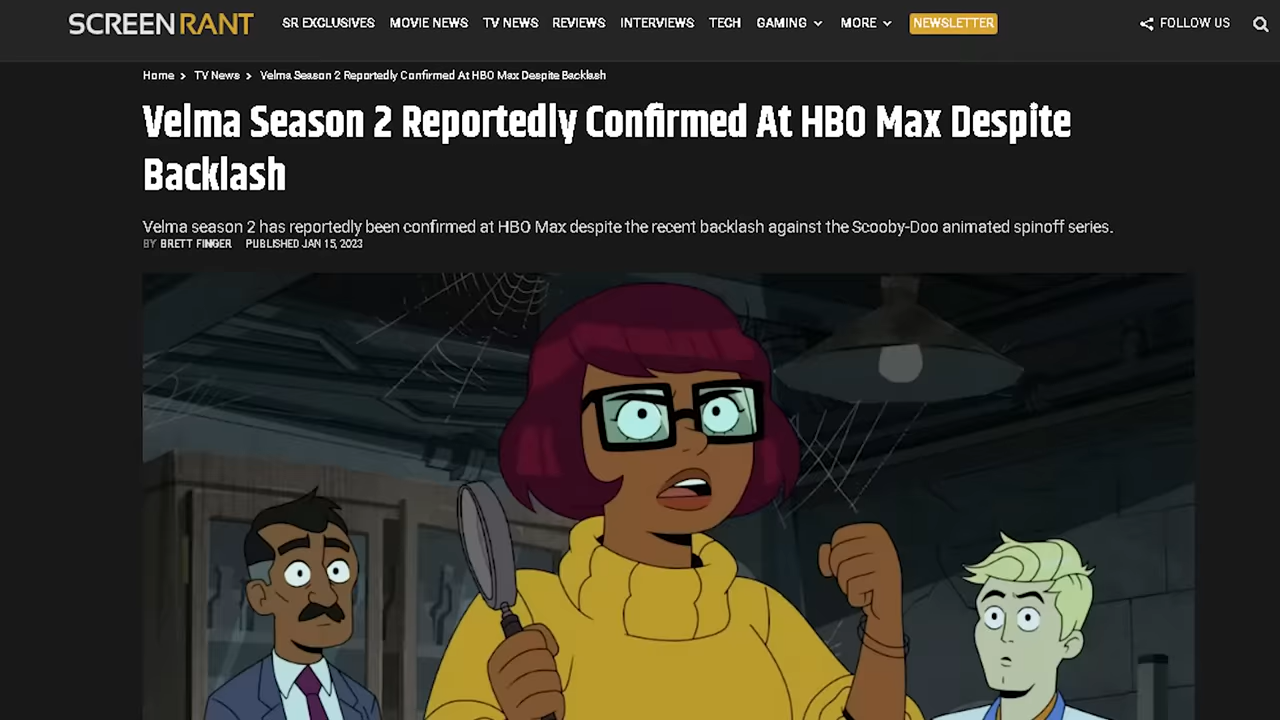 SCREENRANT SR EXCLUSIVES MOVIE NEWS TV NEWS REVIEWS INTERVIEWS TECH GAMING MORE NEWSLETTER FOLLOW US
Home > TV News > Velma Season 2 Reportedly Confirmed At HBO Max Despite Backlash
Velma Season 2 Reportedly Confirmed At HBO Max Despite
Backlash
Velma season 2 has reportedly been confirmed at HBO Max despite the recent backlash against the Scooby-Doo animated spinoff series.
BY BRETT FINGER PUBLISHED JAN 15, 2023